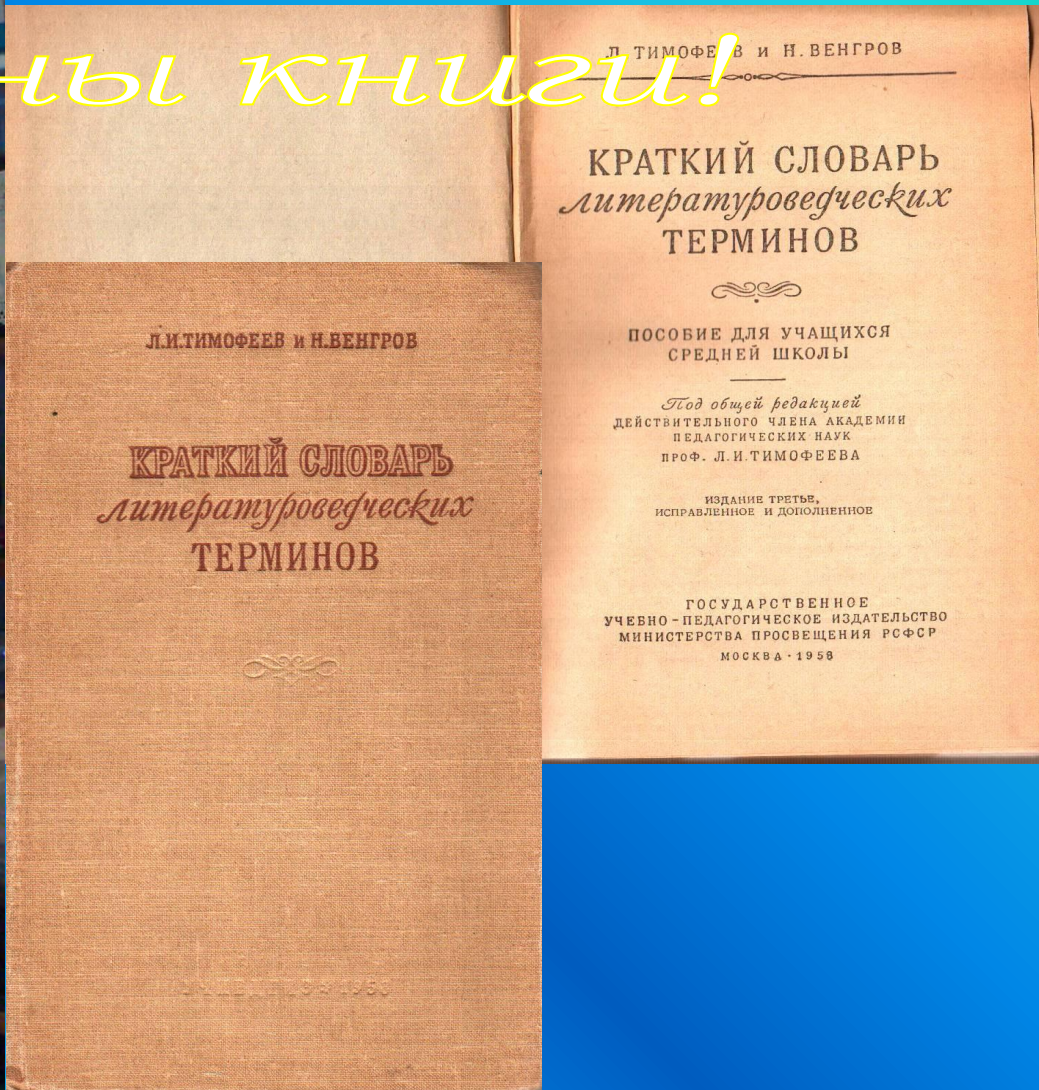 ны книги!
Л. ТИМОФЕЕВ и Н. ВЕНГРОВ
КРАТКИЙ СЛОВАРЬ
литературоведческих
ТЕРМИНОВ
ПОСОБИЕ ДЛЯ УЧАЩИХСЯ
СРЕДНЕЙ ШКОЛЫ
Под общей редакцией
ДЕЙСТВИТЕЛЬНОГО ЧЛЕНА АКАДЕМИИ
ПЕДАГОГИЧЕСКИХ НАУК
ПРОФ. Л. И. ТИМОФЕЕВА
ИЗДАНИЕ ТРЕТЬЕ,
ИСПРАВЛЕННОЕ И ДОПОЛНЕННОЕ
ГОСУДАРСТВЕННОЕ
УЧЕБНО-ПЕДАГОГИЧЕСКОЕ ИЗДАТЕЛЬСТВО
МИНИСТЕРСТВА ПРОСВЕЩЕНИЯ РСФСР
МОСКВА · 1958
Л.И.ТИМОФЕЕВ и Н.ВЕНГРОВ
КРАТКИЙ СЛОВАРЬ
литературоведческих
ТЕРМИНОВ